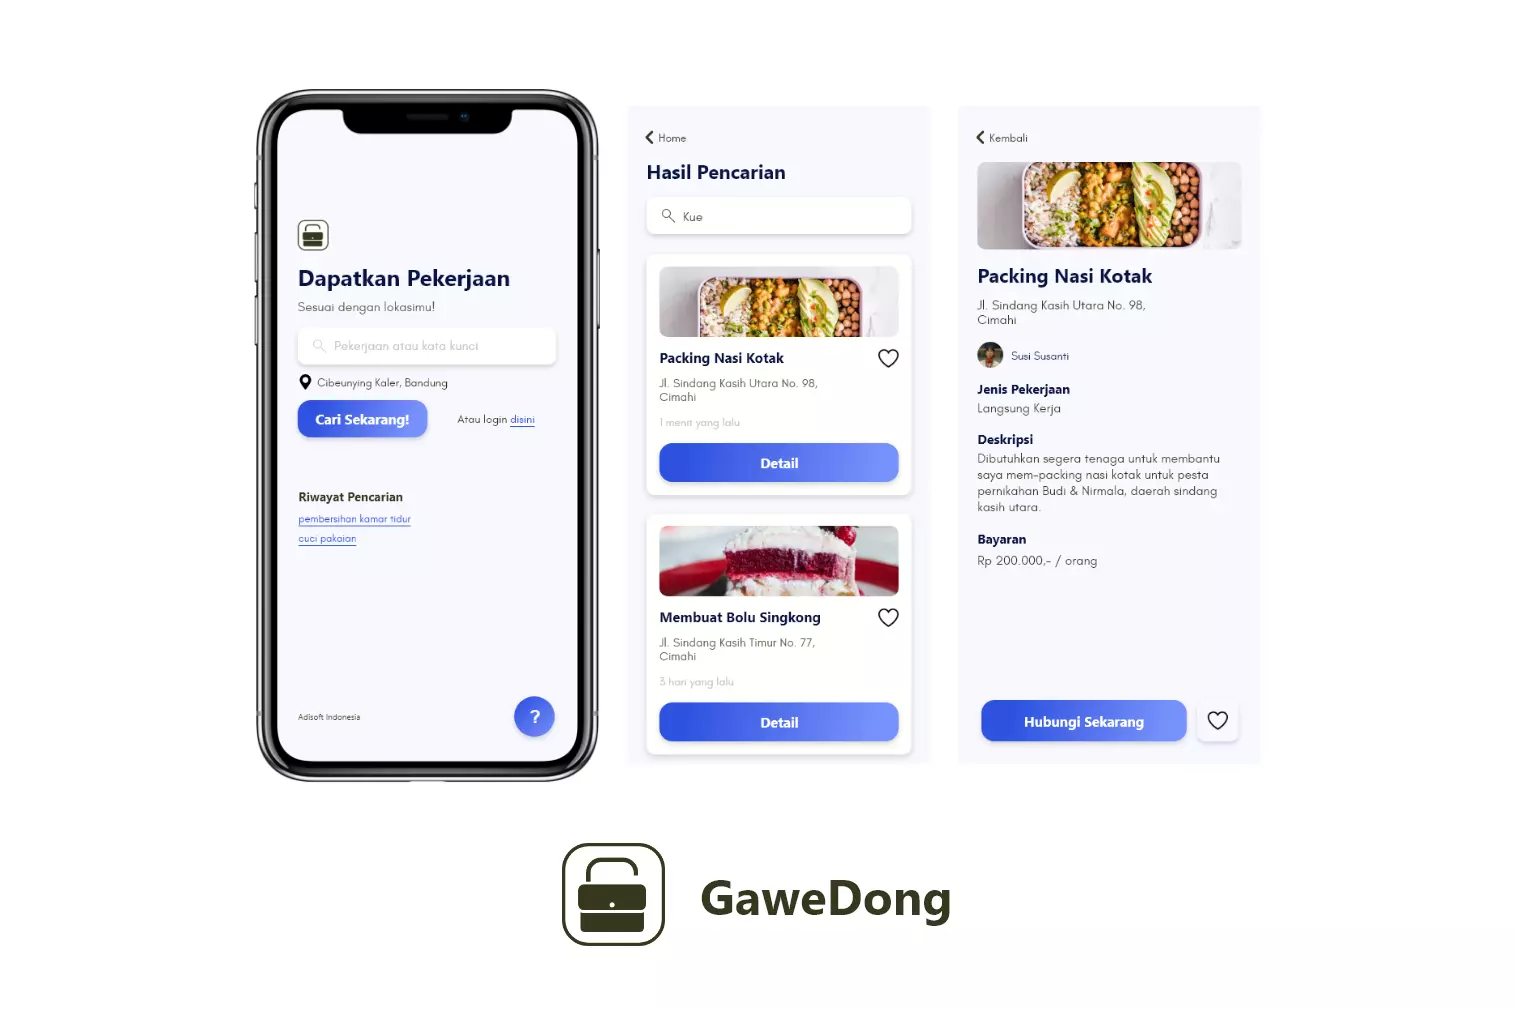 Dapatkan Pekerjaan
Sesuai dengan lokasimu!
Pekerjaan atau kata kunci
Cibeunying Kaler, Bandung
Cari Sekarang!
Atau login disini
Riwayat Pencarian
pembersihan kamar tidur
cuci pakaian
Adisoft Indonesia
?
Home
Hasil Pencarian
Kue
Packing Nasi Kotak
Jl. Sindang Kasih Utara No. 98,
Cimahi
1 menit yang lalu
Detail
Membuat Bolu Singkong
Jl. Sindang Kasih Timur No. 77,
Cimahi
3 hari yang lalu
Detail
Kembali
Packing Nasi Kotak
Jl. Sindang Kasih Utara No. 98,
Cimahi
Susi Susanti
Jenis Pekerjaan
Langsung Kerja
Deskripsi
Dibutuhkan segera tenaga untuk membantu
saya mem-packing nasi kotak untuk pesta
pernikahan Budi & Nirmala, daerah sindang
kasih utara.
Bayaran
Rp 200.000,- / orang
Hubungi Sekarang
GaweDong